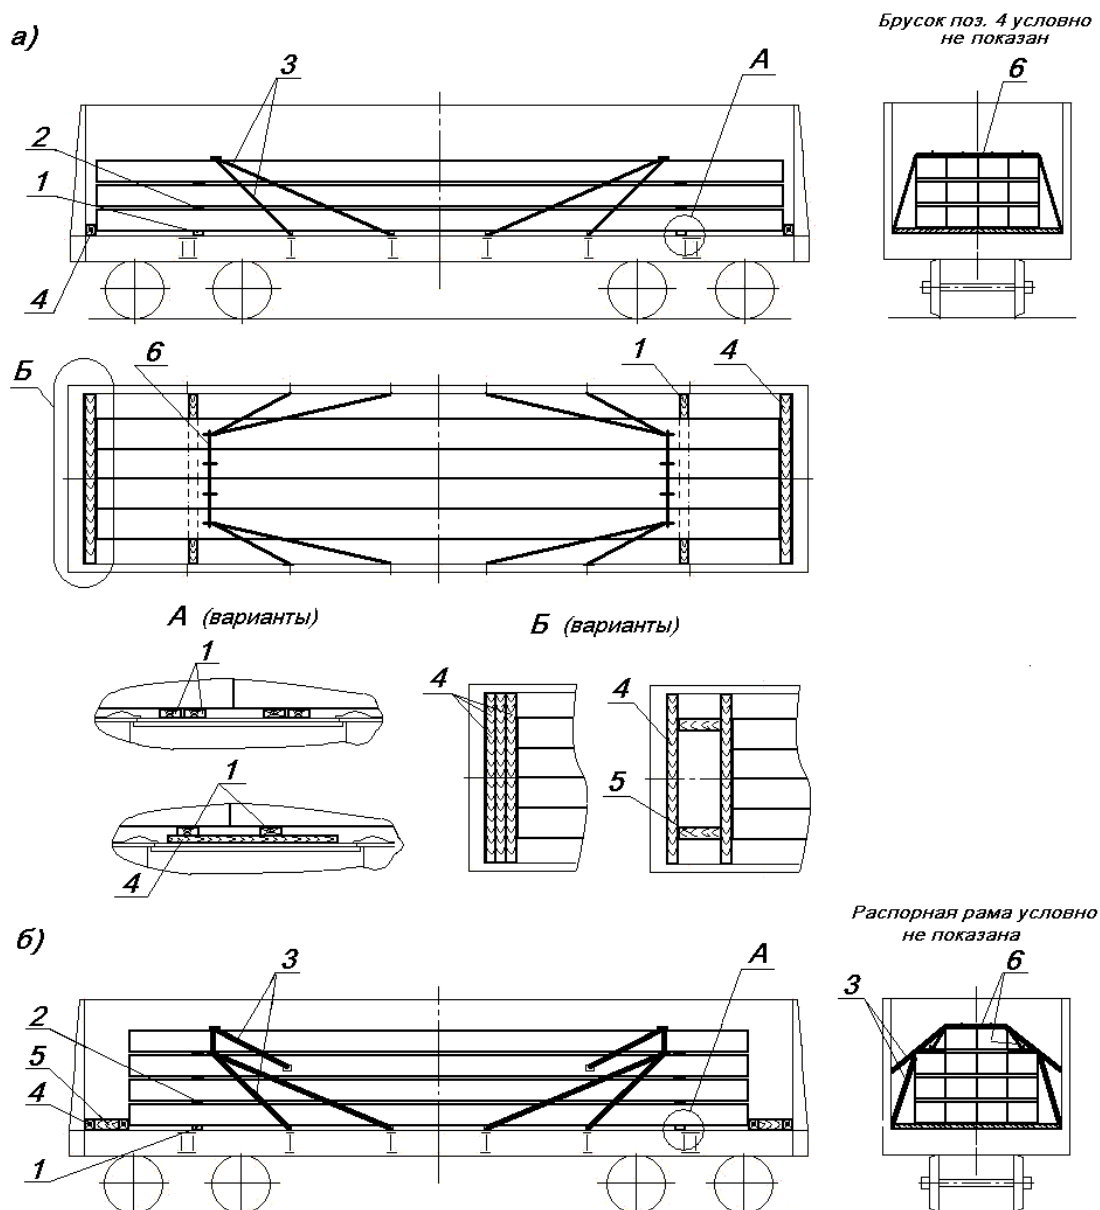 а)
Брусок поз. 4 условно
не показан
3
А
6
2
1
4
Б
6
1
4
А (варианты)
Б (варианты)
1
4
4
5
1
4
б)
Распорная рама условно
не показана
3
А
6
3
2
5
4
1